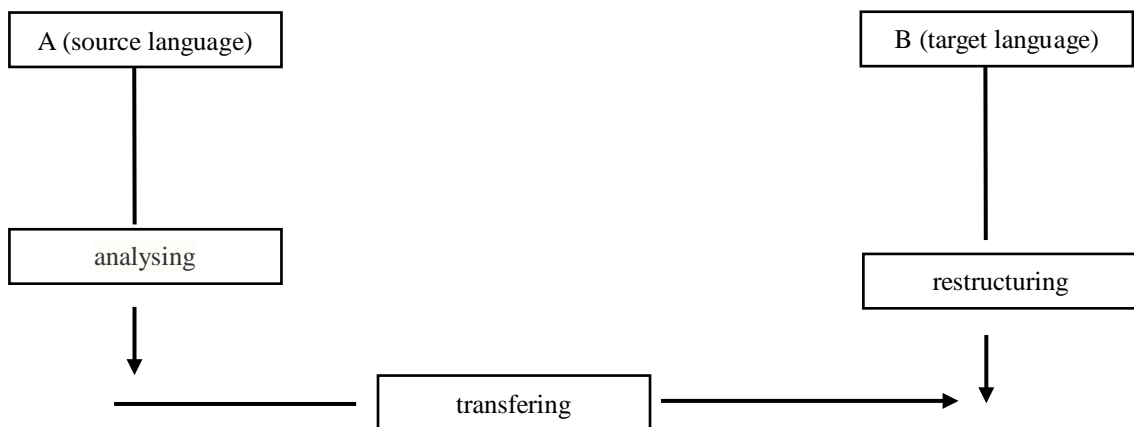 A (source language)
B (target language)
analysing
restructuring
transfering